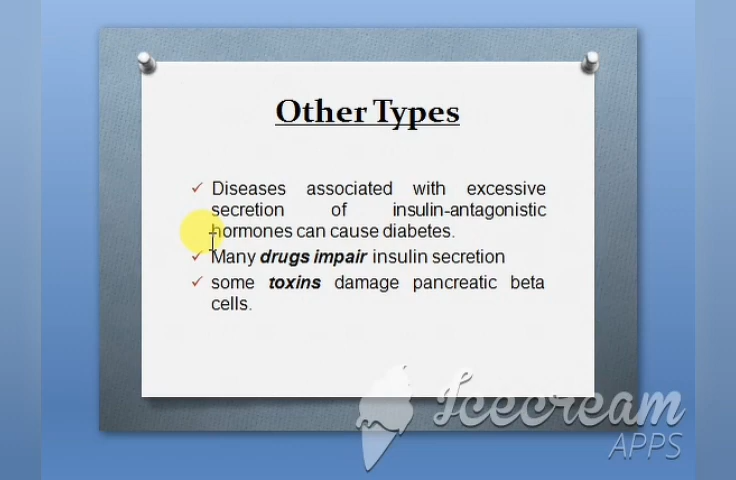 Other Types
✓ Diseases associated with excessive
secretion of insulin-antagonistic
hormones can cause diabetes.
✓ Many drugs impair insulin secretion
✓ some toxins damage pancreatic beta
cells.
Icecream
APPS